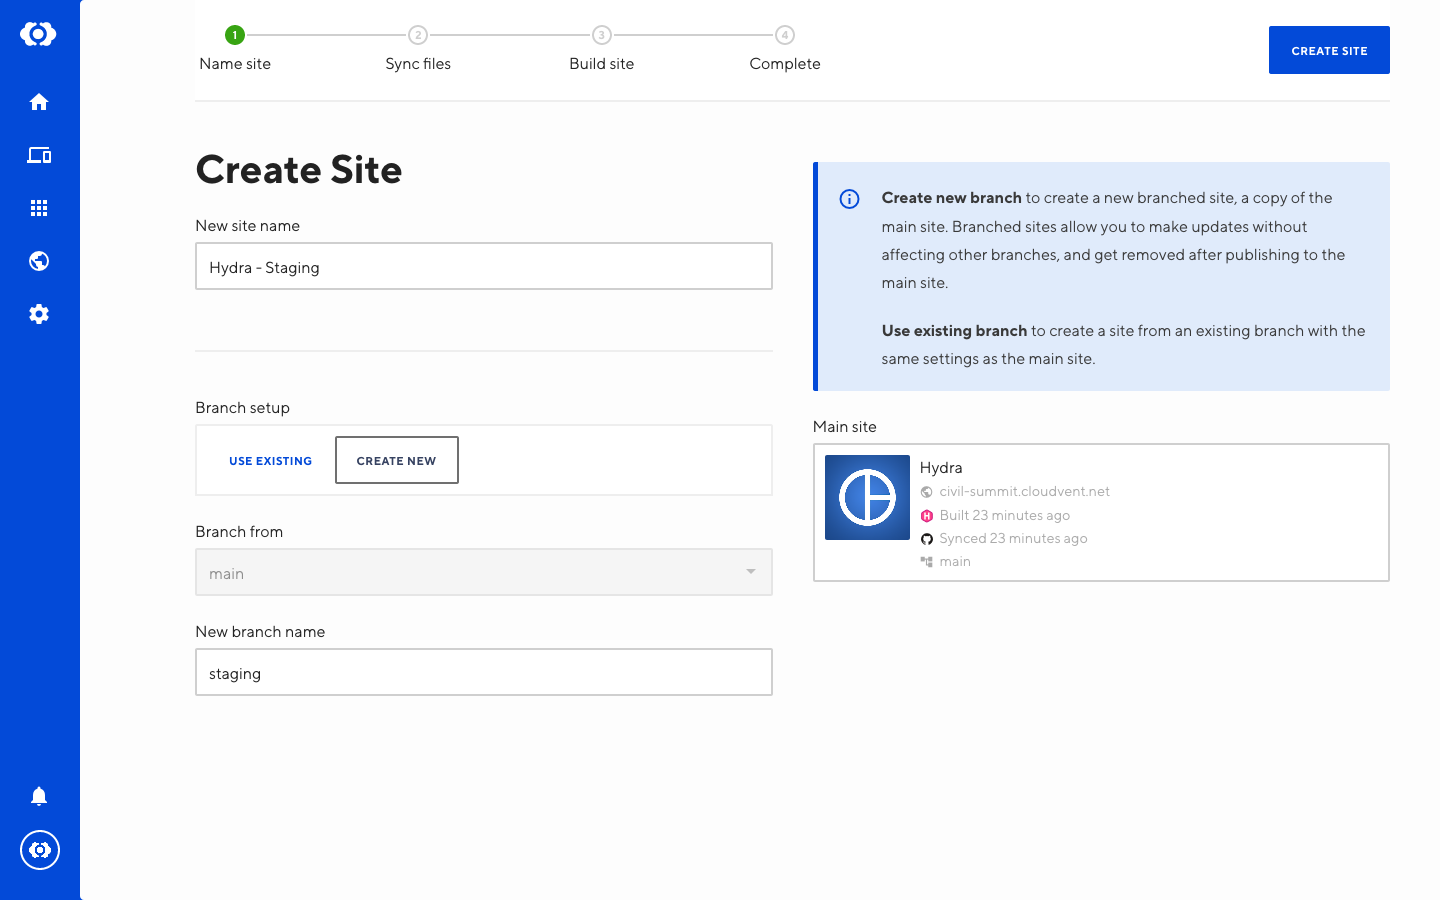 1
2
3
4
Name site
Sync files
Build site
Complete
CREATE SITE
Create Site
New site name
Hydra - Staging
Branch setup
USE EXISTING
CREATE NEW
Branch from
main
New branch name
staging
Create new branch to create a new branched site, a copy of the
main site. Branched sites allow you to make updates without
affecting other branches, and get removed after publishing to the
main site.
Use existing branch to create a site from an existing branch with the
same settings as the main site.
Main site
Hydra
civil-summit.cloudvent.net
H
Built 23 minutes ago
Synced 23 minutes ago
main